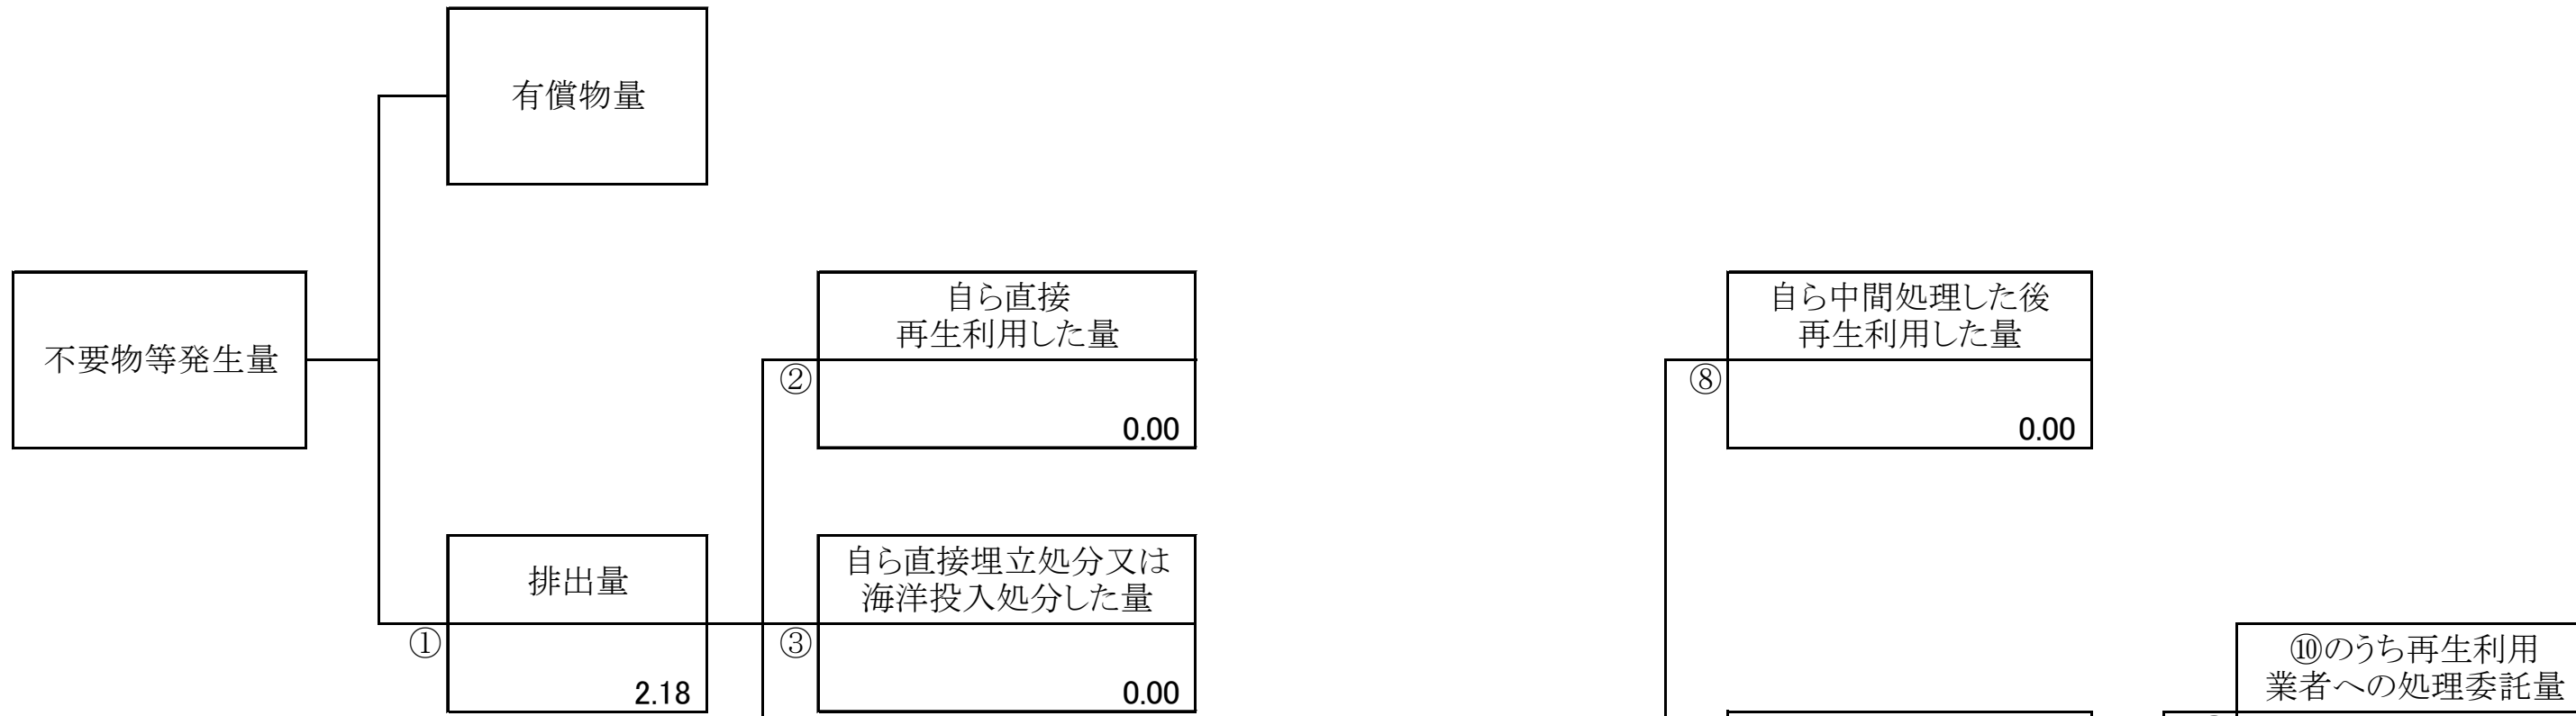 有償物量
不要物等発生量
自ら直接
再生利用した量
②
0.00
自ら中間処理した後
再生利用した量
⑧
0.00
排出量
①
2.18
自ら直接埋立処分又は
海洋投入処分した量
③
0.00
⑩のうち再生利用
業者への処理委託量